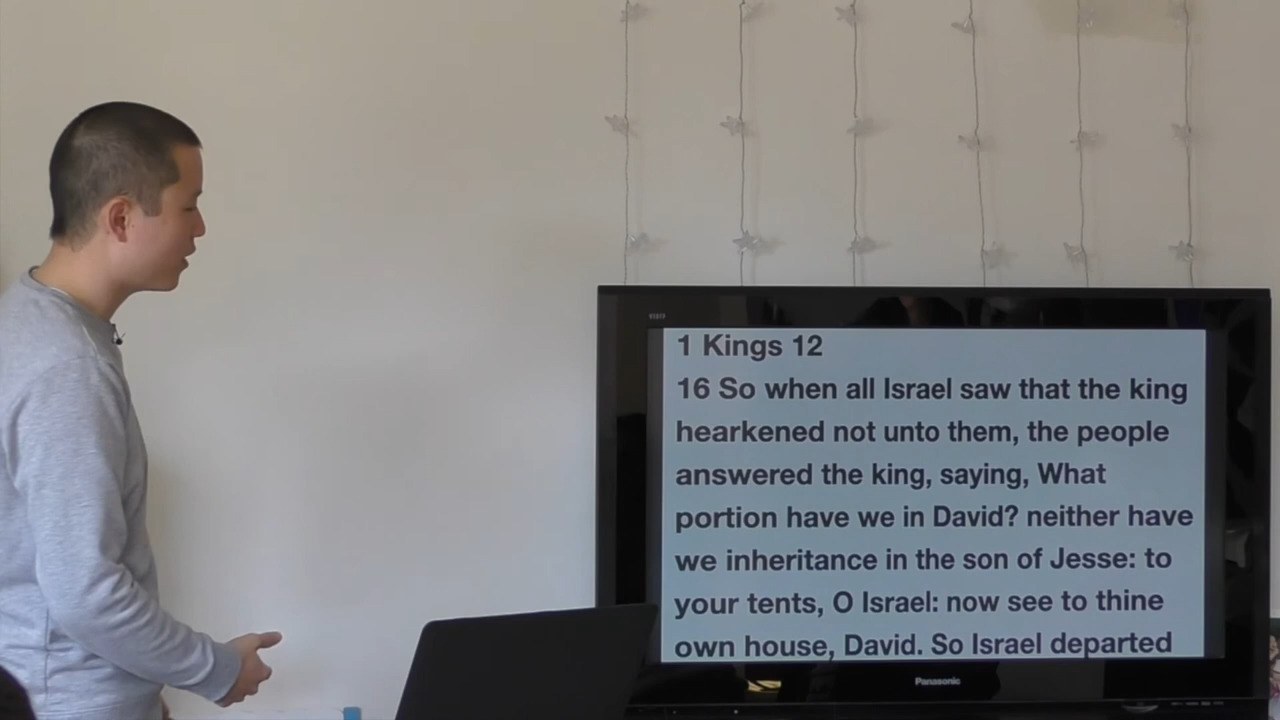 1 Kings 12
16 So when all Israel saw that the king
hearkened not unto them, the people
answered the king, saying, What
portion have we in David? neither have
we inheritance in the son of Jesse: to
your tents, O Israel: now see to thine
own house, David. So Israel departed
Panasonic